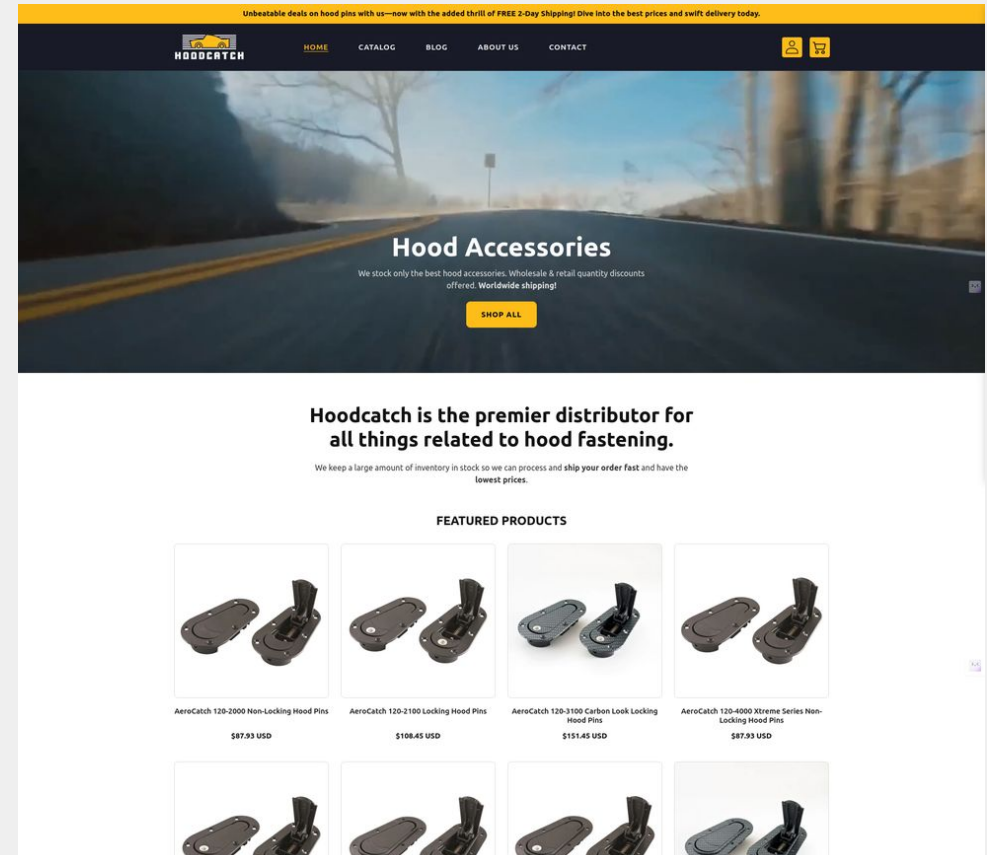 Unbeatable deals on hood pins with us—now with the added thrill of FREE 2-Day Shipping! Dive into the best prices and swift delivery today.
HOODCATCH
HOME
CATALOG
BLOG
ABOUT US
CONTACT
Hood Accessories
We stock only the best hood accessories. Wholesale & retail quantity discounts
offered. Worldwide shipping!
SHOP ALL
Hoodcatch is the premier distributor for
all things related to hood fastening.
We keep a large amount of inventory in stock so we can process and ship your order fast and have the
lowest prices.
FEATURED PRODUCTS
AeroCatch 120-2000 Non-Locking Hood Pins
$87.93 USD
AeroCatch 120-2100 Locking Hood Pins
$108.45 USD
AeroCatch 120-3100 Carbon Look Locking
Hood Pins
$151.45 USD
AeroCatch 120-4000 Xtreme Series Non-
Locking Hood Pins
$87.93 USD